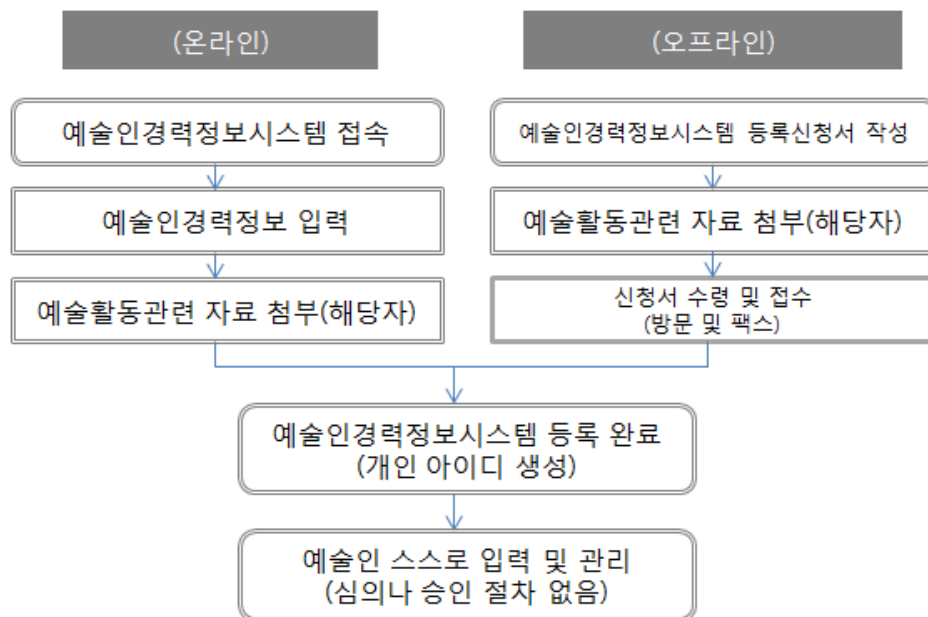 (온라인)
(오프라인)
예술인경력정보시스템 접속
예술인경력정보시스템 등록신청서 작성
예술인경력정보 입력
예술활동관련 자료 첨부(해당자)
예술활동관련 자료 첨부(해당자)
신청서 수령 및 접수
(방문 및 팩스)
예술인경력정보시스템 등록 완료
(개인 아이디 생성)
예술인 스스로 입력 및 관리
(심의나 승인 절차 없음)